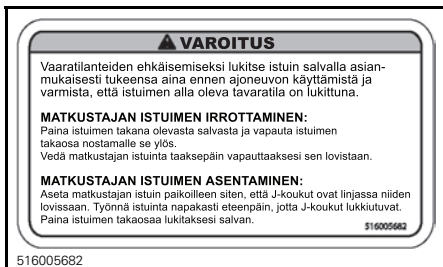 VAROITUS
Vaaratilanteiden ehkäisemiseksi lukitse istuin salvalla asian-
mukaisesti tukeensa aina ennen ajoneuvon käyttämistä ja
varmista, että istuimen alla oleva tavaratila on lukittuna.
MATKUSTAJAN ISTUIMEN IRROTTAMINEN:
Paina istuimen takana olevasta salvasta ja vapauta istuimen
takaosa nostamalle se ylös.
Vedä matkustajan istuinta taaksepäin vapauttaaksesi sen lovistaan.
MATKUSTAJAN ISTUIMEN ASENTAMINEN:
Aseta matkustajan istuin paikoilleen siten, että J-koukut ovat linjassa niiden
lovissaan. Työnnä istuinta napakasti eteenpäin, jotta J-koukut lukkiutuvat.
Paina istuimen takaosaa lukitaksesi salvan.
516005682
516005682